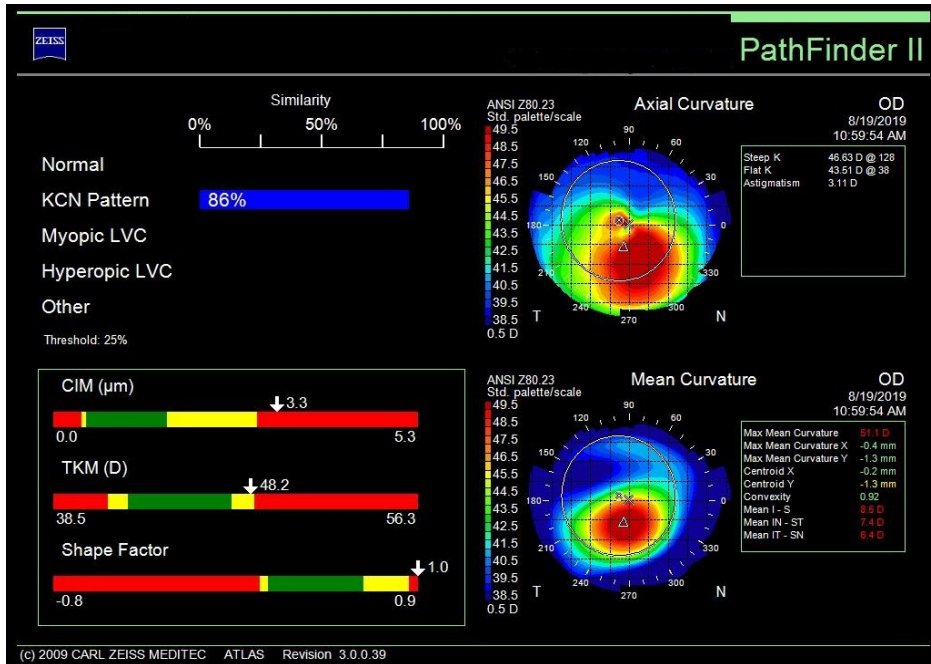 ZEISS
PathFinder II
Similarity
0% 50% 100%
Normal
KCN Pattern 86%
Myopic LVC
Hyperopic LVC
Other
Threshold: 25%
CIM (µm)
3.3
0.0 5.3
TKM (D)
48.2
38.5 56.3
Shape Factor
1.0
-0.8 0.9
ANSI Z80.23
Std. palette/scale
Axial Curvature
OD
8/19/2019
10:59:54 AM
49.5
48.5
47.5
46.5
45.5
44.5
43.5
42.5
41.5
40.5
39.5
38.5
0.5 D
120 90 60
150 30
180 0
210 330
240 270 300
T N
Steep K 46.63 D @ 128
Flat K 43.51 D @ 38
Astigmatism 3.11 D
ANSI Z80.23
Std. palette/scale
Mean Curvature
OD
8/19/2019
10:59:54 AM
49.5
48.5
47.5
46.5
45.5
44.5
43.5
42.5
41.5
40.5
39.5
38.5
0.5 D
120 90 60
150 30
180 0
210 330
240 270 300
T N
Max Mean Curvature 51.1 D
Max Mean Curvature X -0.4 mm
Max Mean Curvature Y -1.3 mm
Centroid X -0.2 mm
Centroid Y -1.3 mm
Convexity 0.92
Mean I - S 8.5 D
Mean IN - ST 7.4 D
Mean IT - SN 6.4 D
(c) 2009 CARL ZEISS MEDITEC ATLAS Revision 3.0.0.39